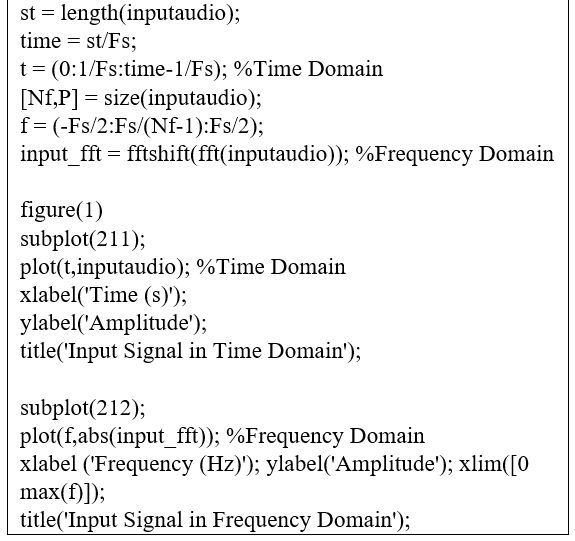 st = length(inputaudio);
time = st/Fs;
t = (0:1/Fs:time-1/Fs); %Time Domain
[Nf,P] = size(inputaudio);
f = (-Fs/2:Fs/(Nf-1):Fs/2);
input_fft = fftshift(fft(inputaudio)); %Frequency Domain
figure(1)
subplot(211);
plot(t,inputaudio); %Time Domain
xlabel('Time (s)');
ylabel('Amplitude');
title('Input Signal in Time Domain');
subplot(212);
plot(f,abs(input_fft)); %Frequency Domain
xlabel ('Frequency (Hz)'); ylabel('Amplitude'); xlim([0
max(f)]);
title('Input Signal in Frequency Domain');